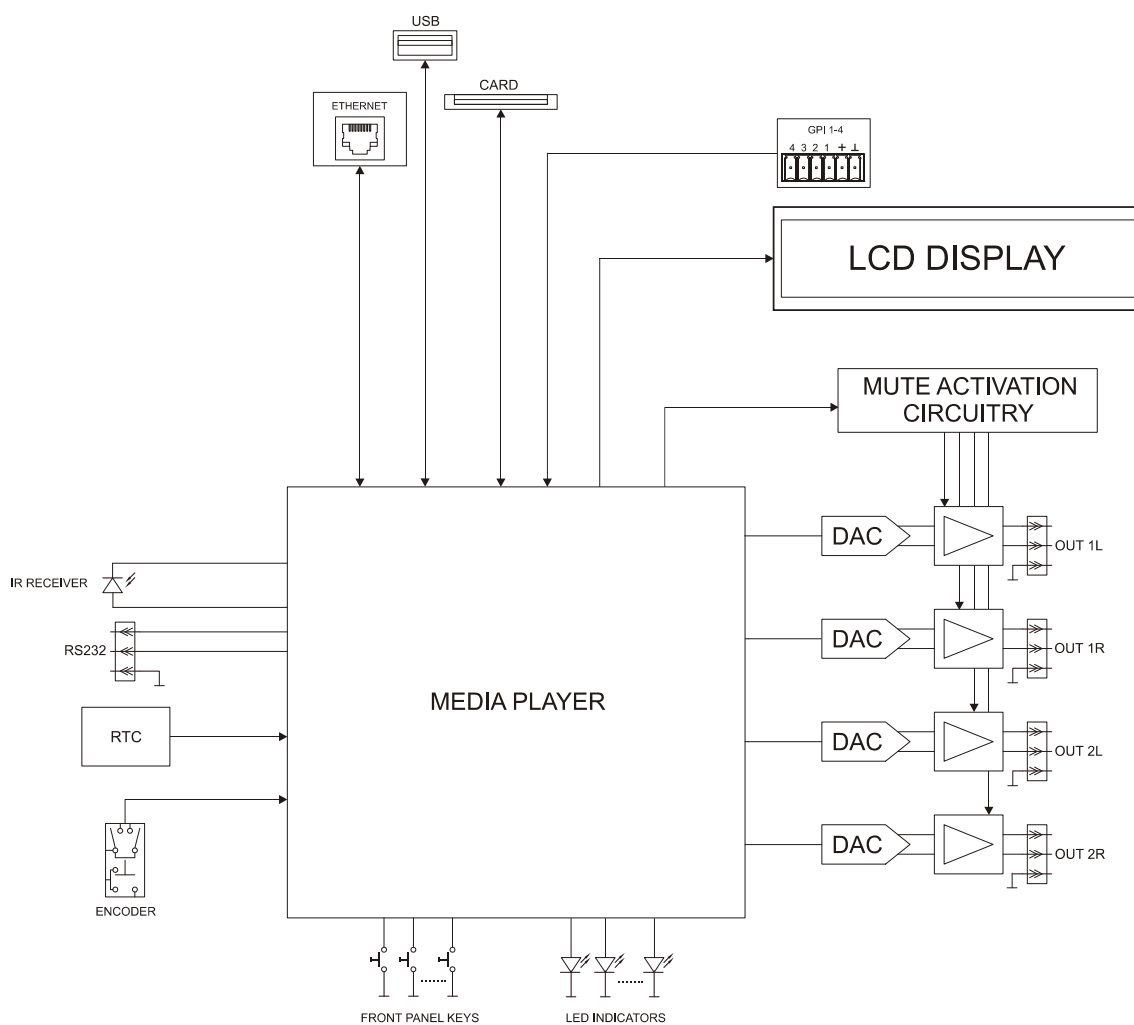 USB
CARD
ETHERNET
GPI 1-4
4 3 2 1 + ⊥
LCD DISPLAY
MUTE ACTIVATION
CIRCUITRY
DAC
OUT 1L
IR RECEIVER
DAC
OUT 1R
RS232
MEDIA PLAYER
RTC
DAC
OUT 2L
DAC
OUT 2R
ENCODER
FRONT PANEL KEYS
LED INDICATORS